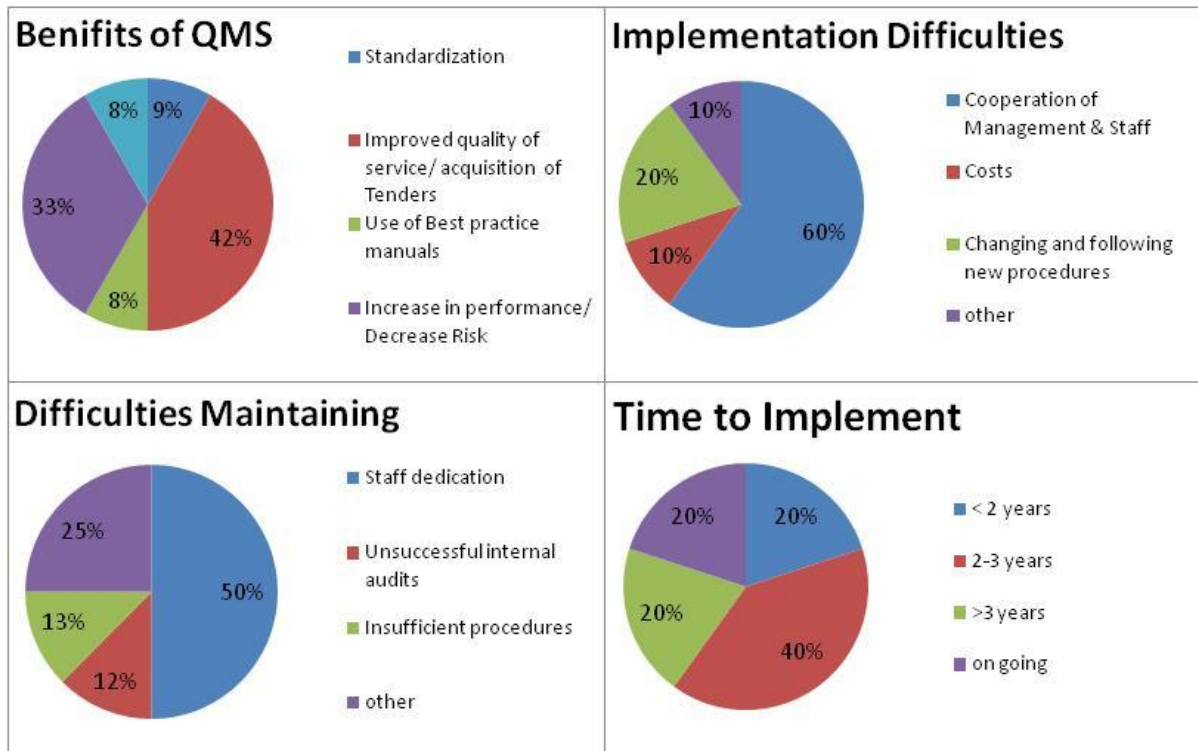 Benifits of QMS
8%
9%
33%
42%
8%
Standardization
Improved quality of
service/ acquisition of
Tenders
Use of Best practice
manuals
Increase in performance/
Decrease Risk
Implementation Difficulties
10%
20%
60%
10%
Cooperation of
Management & Staff
Costs
Changing and following
new procedures
other
Difficulties Maintaining
25%
50%
13%
12%
Staff dedication
Unsuccessful internal
audits
Insufficient procedures
other
Time to Implement
20%
20%
20%
40%
< 2 years
2-3 years
>3 years
on going